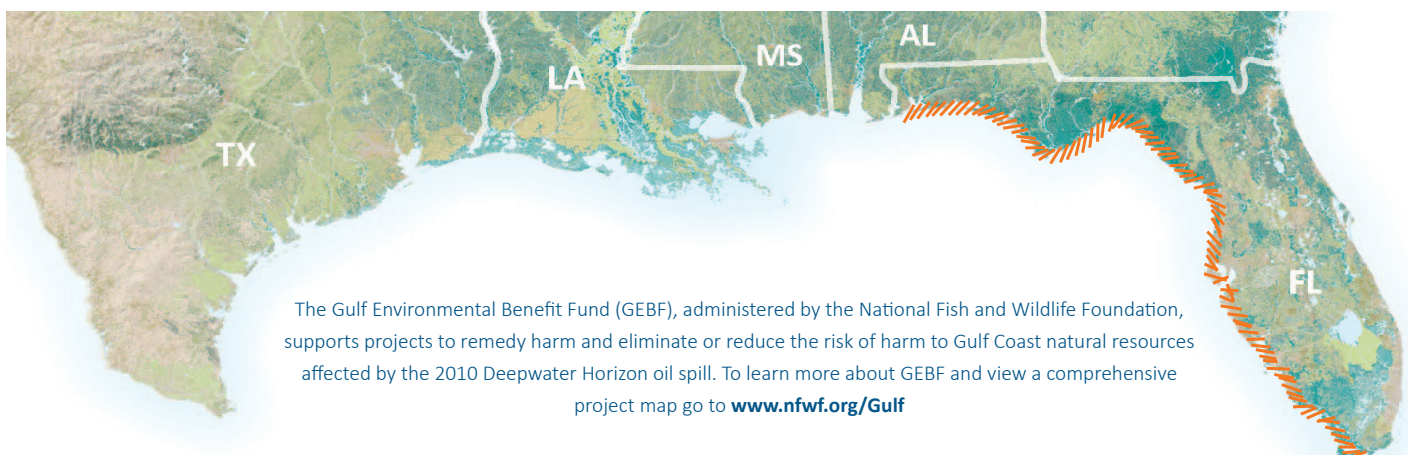 AL
MS
LA
TX
FL
The Gulf Environmental Benefit Fund (GEBF), administered by the National Fish and Wildlife Foundation,
supports projects to remedy harm and eliminate or reduce the risk of harm to Gulf Coast natural resources
affected by the 2010 Deepwater Horizon oil spill. To learn more about GEBF and view a comprehensive
project map go to www.nfwf.org/Gulf